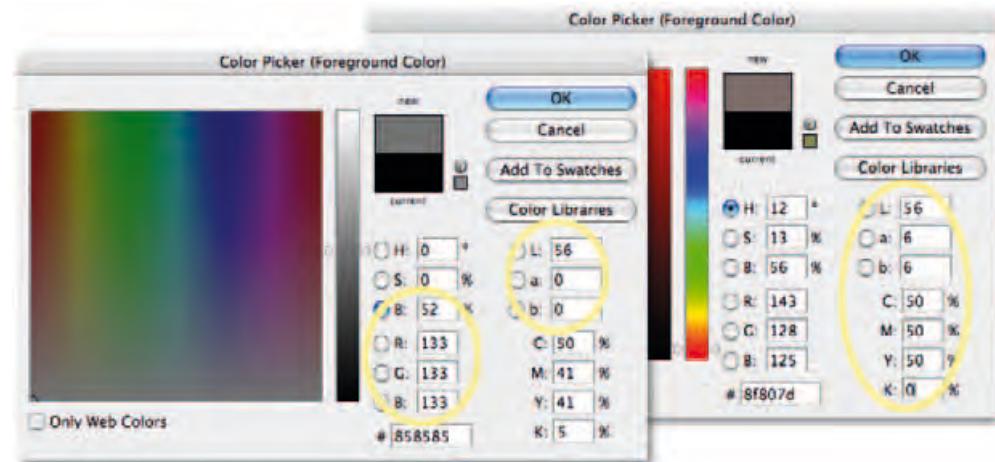 Color Picker (Foreground Color)
new
current
OK
Cancel
Add To Swatches
Color Libraries
H: 0 °
S: 0 %
B: 52 %
R: 133
G: 133
B: 133
# 858585
L: 56
a: 0
b: 0
C: 50 %
M: 41 %
Y: 41 %
K: 5 %
Only Web Colors
Color Picker (Foreground Color)
new
current
OK
Cancel
Add To Swatches
Color Libraries
H: 12 °
S: 13 %
B: 56 %
R: 143
G: 128
B: 125
# 8f807d
L: 56
a: 6
b: 6
C: 50 %
M: 50 %
Y: 50 %
K: 0 %